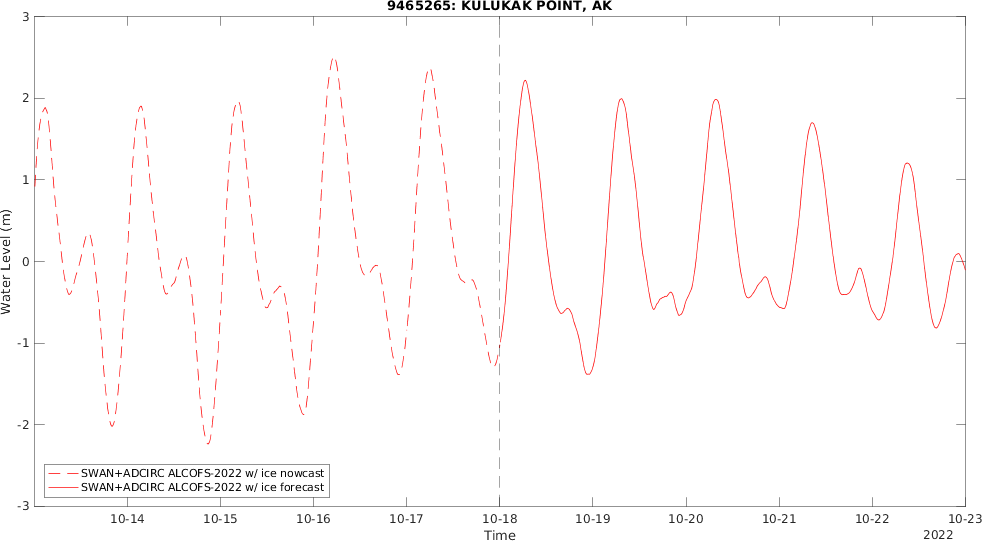 9465265: KULUKAK POINT, AK
3
2
1
0
-1
-2
-3
Water Level (m)
SWAN+ADCIRC ALCOFS-2022 w/ ice nowcast
SWAN+ADCIRC ALCOFS-2022 w/ ice forecast
10-14 10-15 10-16 10-17 10-18 10-19 10-20 10-21 10-22 10-23
Time
2022